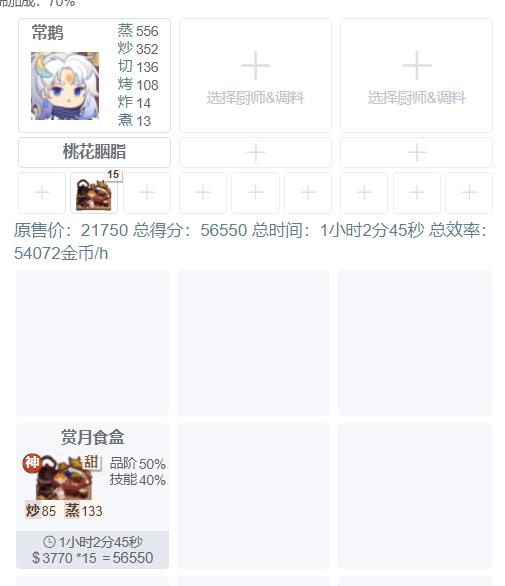 常鹅
蒸 556
炒 352
切 136
烤 108
炸 14
煮 13
选择厨师&调料
选择厨师&调料
桃花胭脂
15
原售价：21750 总得分：56550 总时间：1小时2分45秒 总效率：
54072金币/h
赏月食盒
神
甜
品阶 50%
技能 40%
炒 85 蒸 133
1小时2分45秒
$ 3770 *15 = 56550